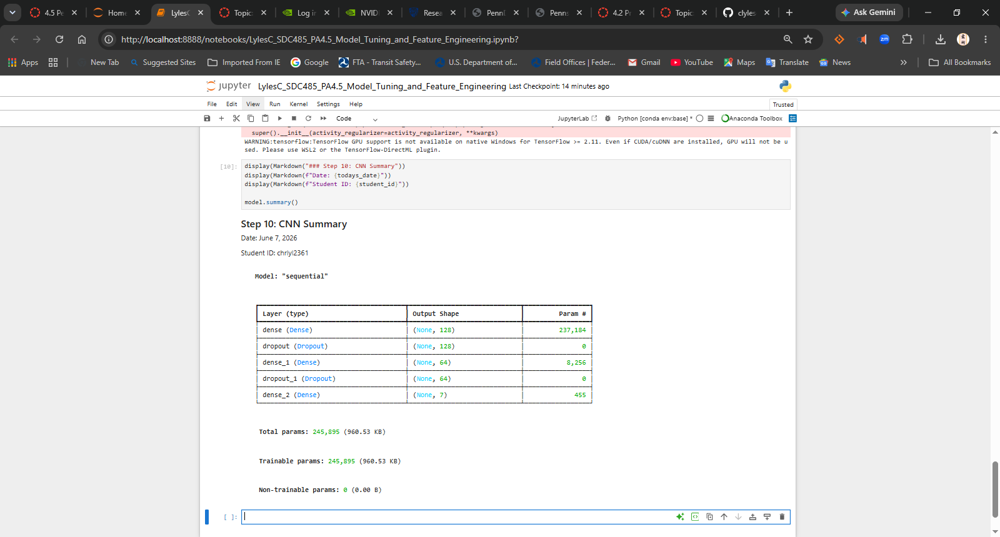 4.5 Pe
Home
Lyles
Topic
Log in
NVIDI
Resea
Penn
Penns
4.2 P
Topic
clyles
Ask Gemini
http://localhost:8888/notebooks/LylesC_SDC485_PA4.5_Model_Tuning_and_Feature_Engineering.ipynb?
Apps
New Tab
Suggested Sites
Imported From IE
Google
FTA - Transit Safety...
U.S. Department of...
Field Offices | Feder...
Gmail
YouTube
Maps
Translate
News
»
All Bookmarks
jupyter LylesC_SDC485_PA4.5_Model_Tuning_and_Feature_Engineering Last Checkpoint: 14 minutes ago
File Edit View Run Kernel Settings Help
Trusted
Code
JupyterLab
Python [conda env:base] *
Anaconda Toolbox
super().__init__(activity_regularizer=activity_regularizer, **kwargs)
WARNING:tensorflow:TensorFlow GPU support is not available on native Windows for TensorFlow >= 2.11. Even if CUDA/cuDNN are installed, GPU will not be u
sed. Please use WSL2 or the TensorFlow-DirectML plugin.
[10]: display(Markdown("### Step 10: CNN Summary"))
display(Markdown(f"Date: {todays_date}"))
display(Markdown(f"Student ID: {student_id}"))
model.summary()
Step 10: CNN Summary
Date: June 7, 2026
Student ID: chrlyl2361
Model: "sequential"
Layer (type) Output Shape Param #
dense (Dense) (None, 128) 237,184
dropout (Dropout) (None, 128) 0
dense_1 (Dense) (None, 64) 8,256
dropout_1 (Dropout) (None, 64) 0
dense_2 (Dense) (None, 7) 455
Total params: 245,895 (960.53 KB)
Trainable params: 245,895 (960.53 KB)
Non-trainable params: 0 (0.00 B)
[ ]: